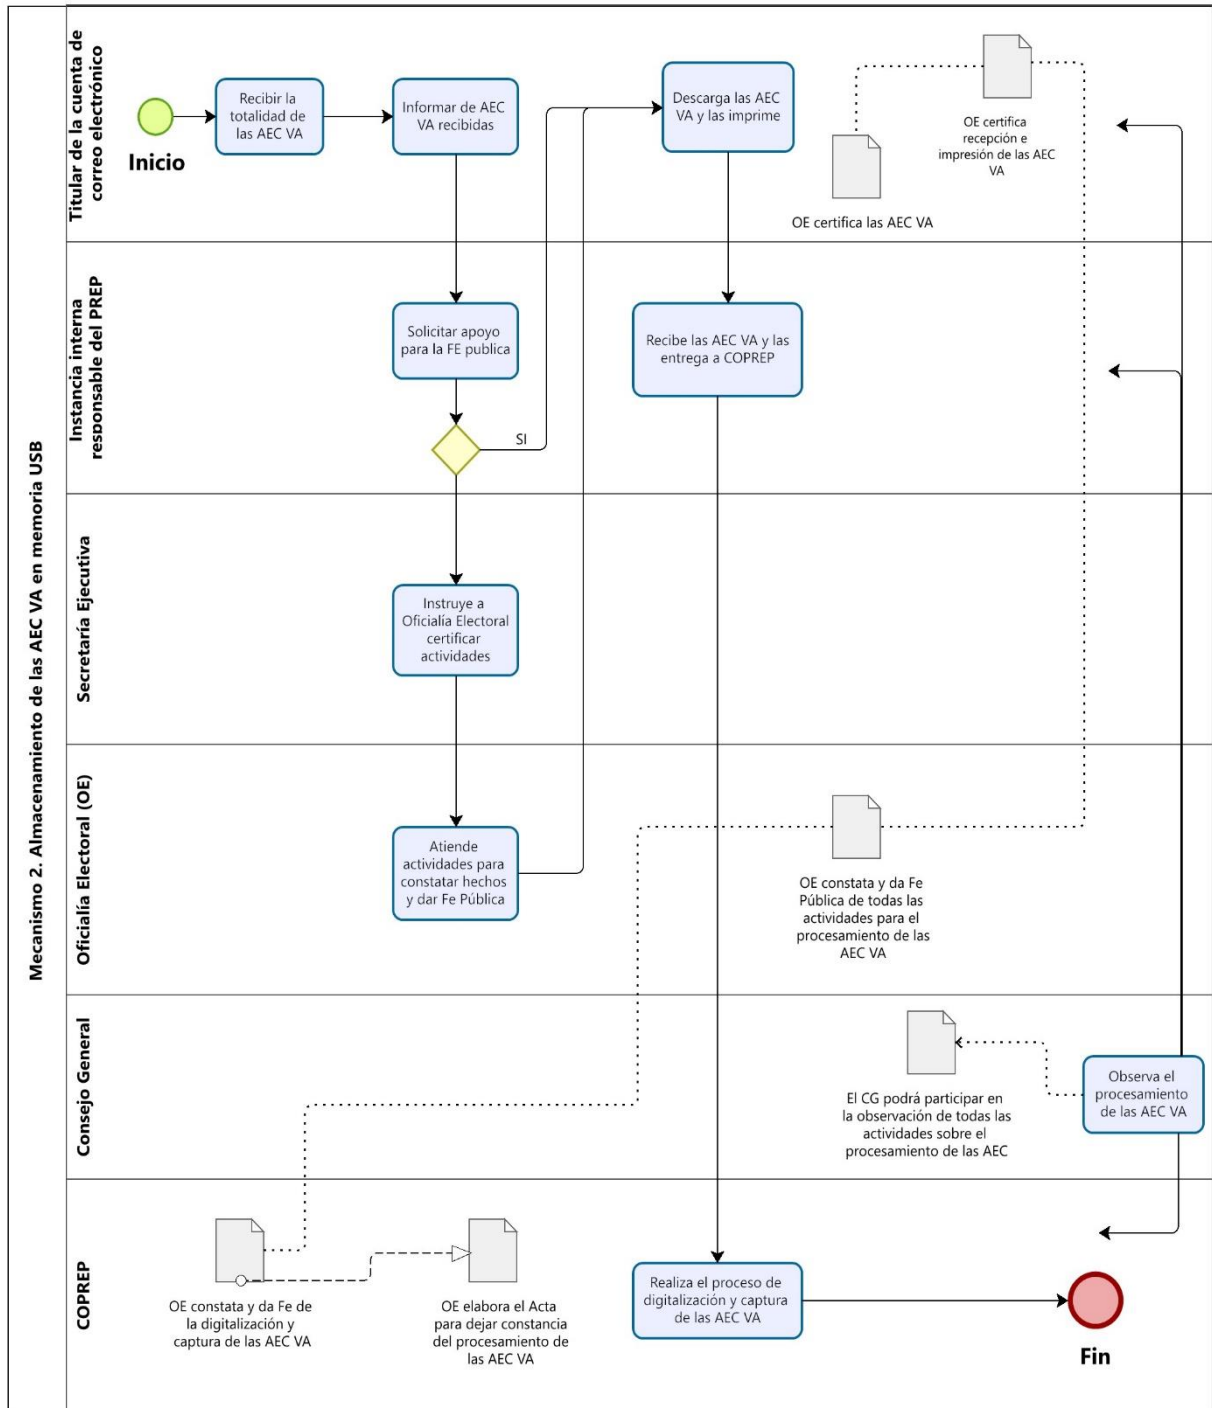 Mecanismo 2. Almacenamiento de las AEC VA en memoria USB
Titular de la cuenta de
correo electrónico
Inicio
Recibir la
totalidad de
las AEC VA
Informar de AEC
VA recibidas
Descarga las AEC
VA y las imprime
OE certifica las AEC VA
OE certifica
recepción e
impresión de las AEC
VA
Instancia interna
responsable del PREP
Solicitar apoyo
para la FE publica
SI
Recibe las AEC VA y las
entrega a COPREP
Secretaría Ejecutiva
Instruye a
Oficialía Electoral
certificar
actividades
Oficialía Electoral (OE)
Atiende
actividades para
constatar hechos
y dar Fe Pública
OE constata y da Fe
Pública de todas las
actividades para el
procesamiento de las
AEC VA
Consejo General
El CG podrá participar en
la observación de todas las
actividades sobre el
procesamiento de las AEC
Observa el
procesamiento
de las AEC VA
COPREP
OE constata y da Fe de
la digitalización y
captura de las AEC VA
OE elabora el Acta
para dejar constancia
del procesamiento de
las AEC VA
Realiza el proceso de
digitalización y captura
de las AEC VA
Fin